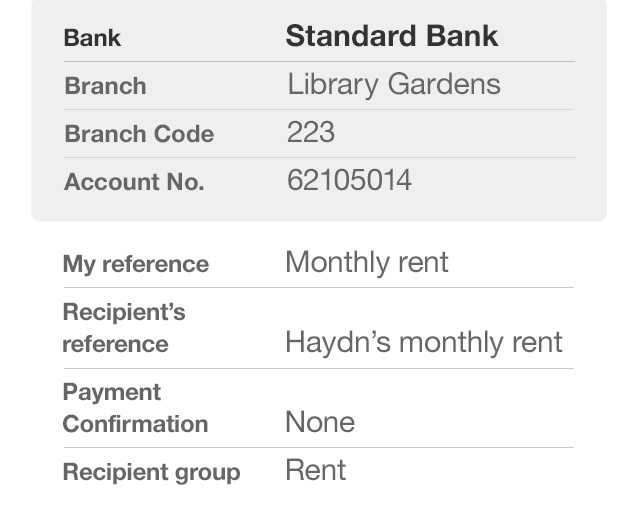 Bank Standard Bank
Branch Library Gardens
Branch Code 223
Account No. 62105014
My reference Monthly rent
Recipient’s
reference Haydn’s monthly rent
Payment
Confirmation None
Recipient group Rent